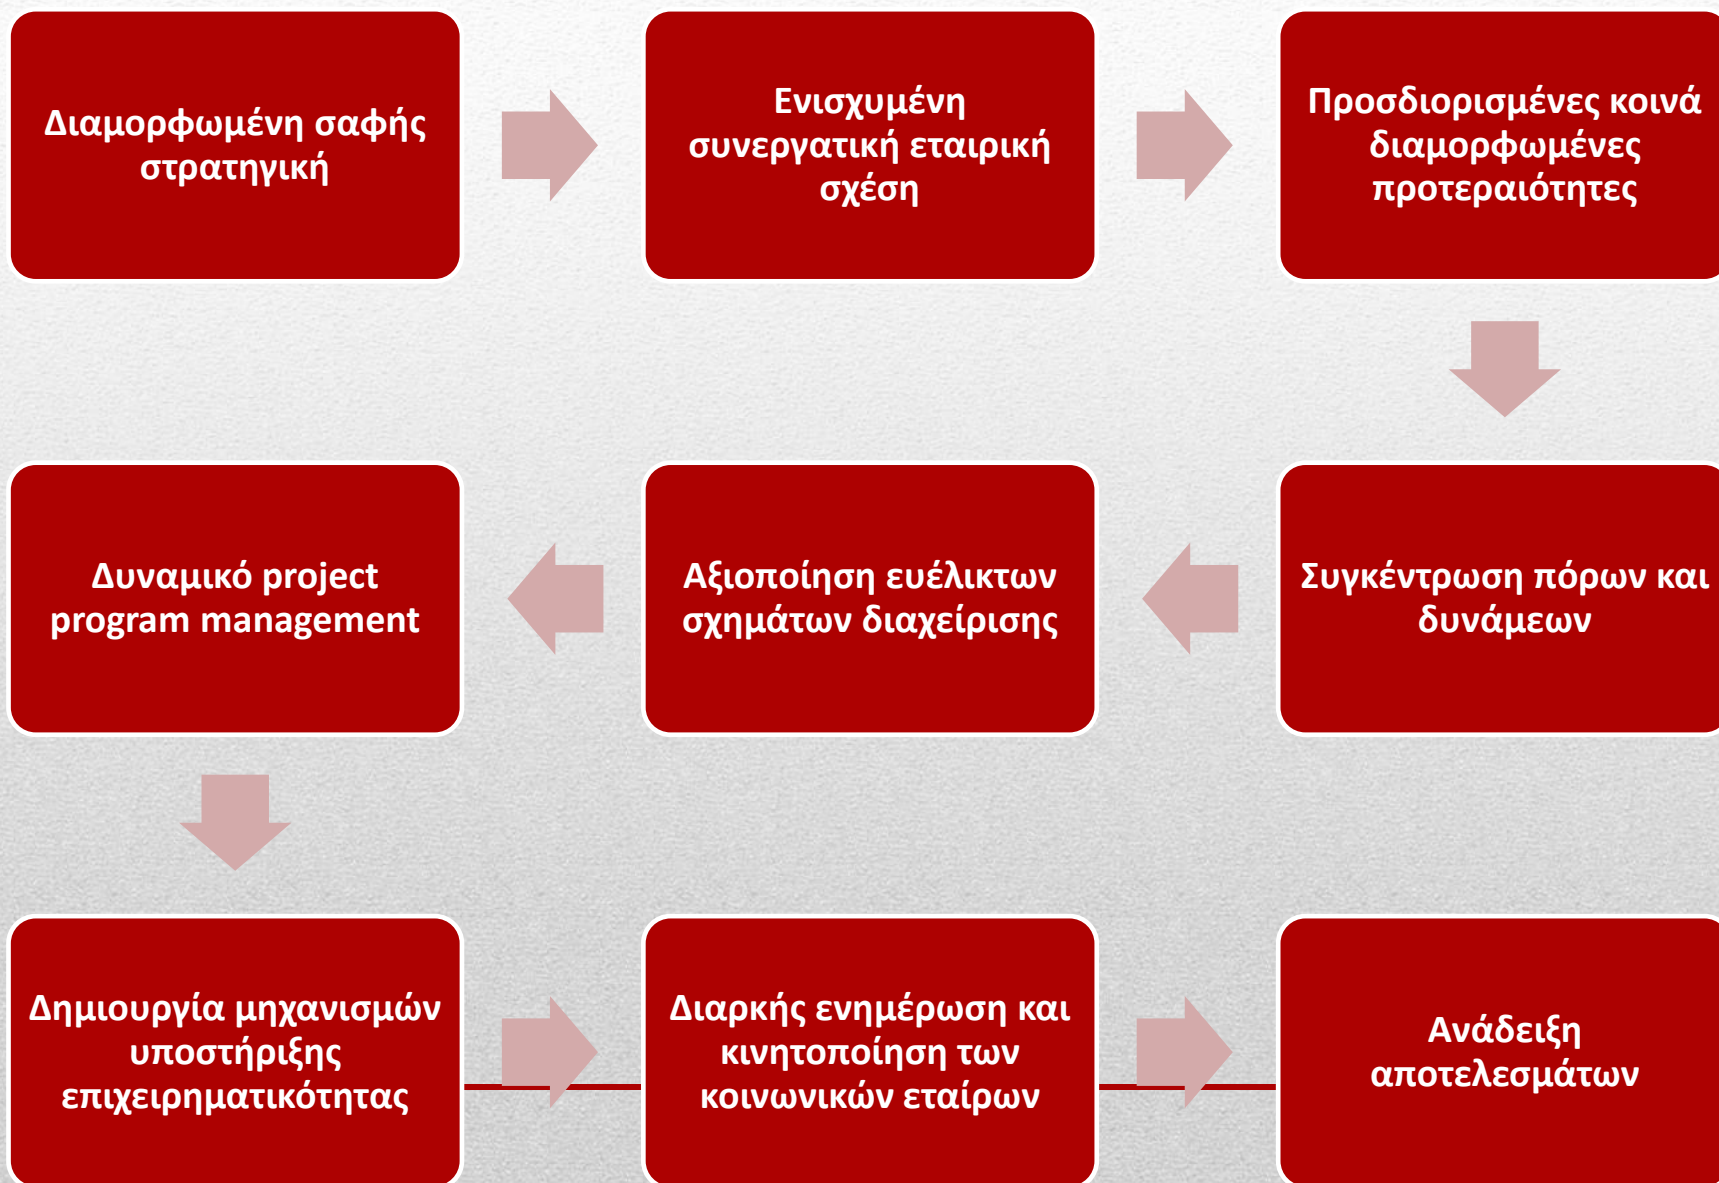 Διαμορφωμένη σαφής
στρατηγική
Ενισχυμένη
συνεργατική εταιρική
σχέση
Προσδιορισμένες κοινά
διαμορφωμένες
προτεραιότητες
Συγκέντρωση πόρων και
δυνάμεων
Αξιοποίηση ευέλικτων
σχημάτων διαχείρισης
Δυναμικό project
program management
Δημιουργία μηχανισμών
υποστήριξης
επιχειρηματικότητας
Διαρκής ενημέρωση και
κινητοποίηση των
κοινωνικών εταίρων
Ανάδειξη
αποτελεσμάτων